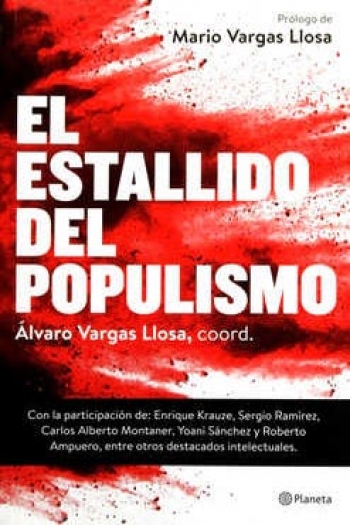 Prólogo de
Mario Vargas Llosa
EL
ESTALLIDO
DEL
POPULISMO
Álvaro Vargas Llosa, coord.
Con la participación de: Enrique Krauze, Sergio Ramírez,
Carlos Alberto Montaner, Yoani Sánchez y Roberto
Ampuero, entre otros destacados intelectuales.
Planeta